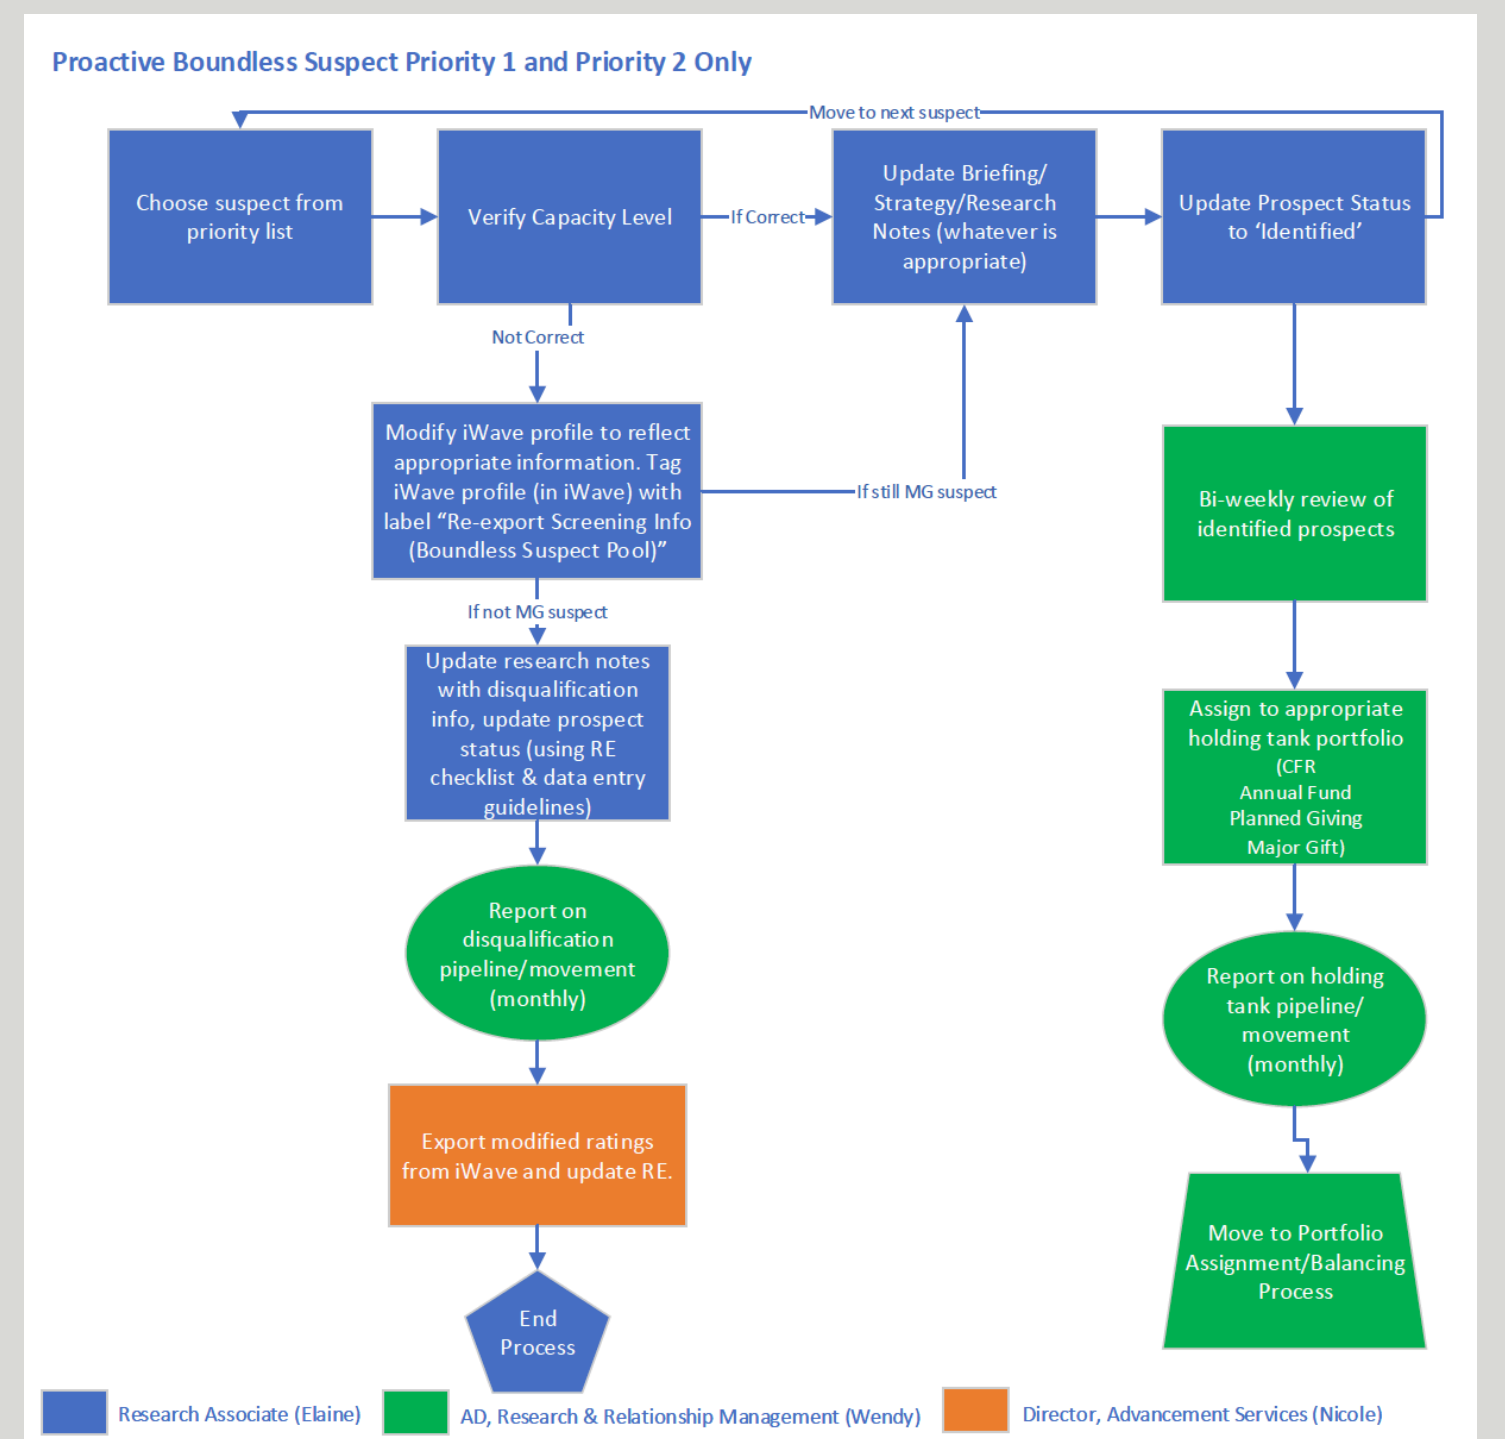 Proactive Boundless Suspect Priority 1 and Priority 2 Only
Move to next suspect
Choose suspect from
priority list
Verify Capacity Level
If Correct
Update Briefing/
Strategy/Research
Notes (whatever is
appropriate)
Update Prospect Status
to ‘Identified’
Not Correct
Modify iWave profile to reflect
appropriate information. Tag
iWave profile (in iWave) with
label “Re-export Screening Info
(Boundless Suspect Pool)”
If still MG suspect
Bi-weekly review of
identified prospects
If not MG suspect
Update research notes
with disqualification
info, update prospect
status (using RE
checklist & data entry
guidelines)
Assign to appropriate
holding tank portfolio
(CFR
Annual Fund
Planned Giving
Major Gift)
Report on
disqualification
pipeline/movement
(monthly)
Report on holding
tank pipeline/
movement
(monthly)
Export modified ratings
from iWave and update RE.
Move to Portfolio
Assignment/Balancing
Process
End
Process
Research Associate (Elaine)
AD, Research & Relationship Management (Wendy)
Director, Advancement Services (Nicole)